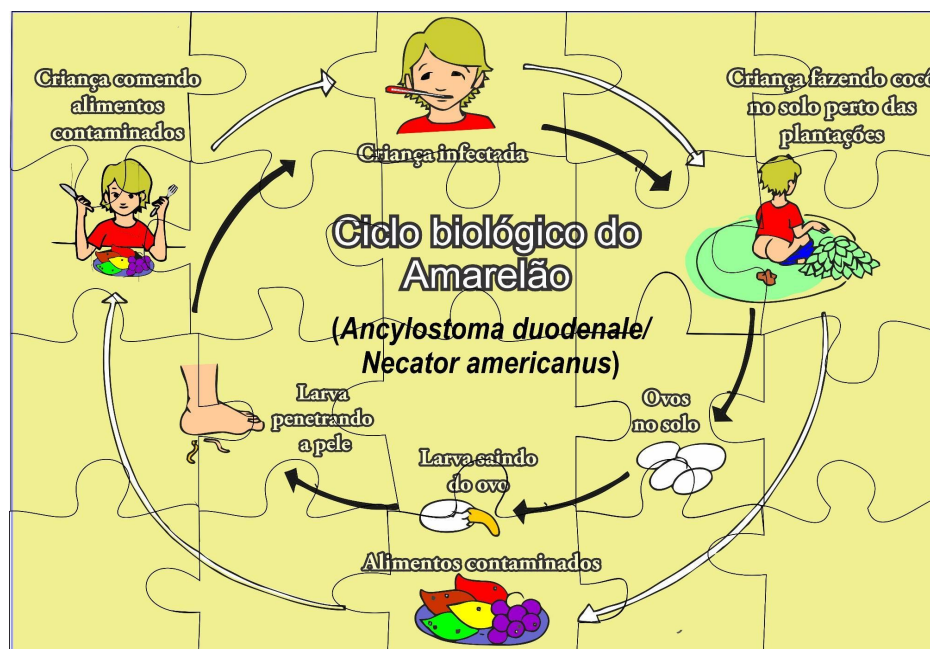 Criança comendo
alimentos
contaminados
Criança infectada
Criança fazendo cocô
no solo perto das
plantações
Ciclo biológico do
Amarelão
(Ancylostoma duodenale/
Necator americanus)
Larva
penetrando
a pele
Ovos
no solo
Larva saindo
do ovo
Alimentos contaminados